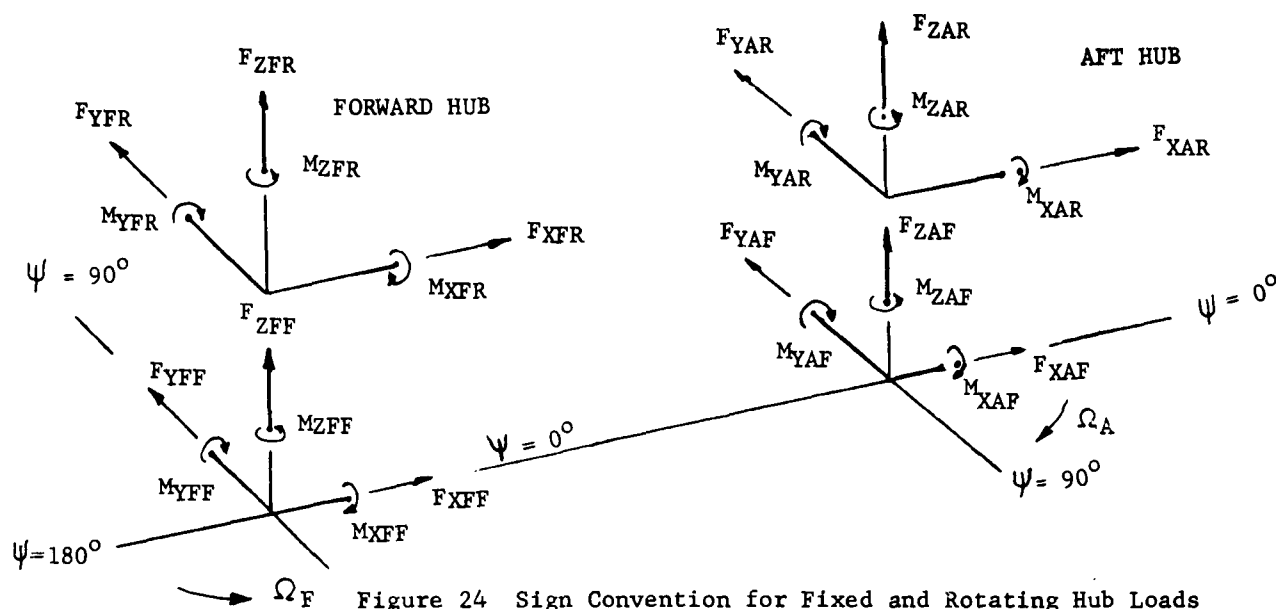 FORWARD HUB
F_ZFR
F_YFR
M_ZFR
M_YFR
F_XFR
M_XFR
AFT HUB
F_ZAR
F_YAR
M_ZAR
M_YAR
F_XAR
M_XAR
Ψ = 90°
F_ZFF
F_YFF
M_ZFF
M_YFF
F_XFF
M_XFF
Ψ=180°
Ψ = 0°
F_ZAF
F_YAF
M_ZAF
M_YAF
F_XAF
M_XAF
Ψ = 0°
Ω_A
Ψ= 90°
Ω_F
Figure 24 Sign Convention for Fixed and Rotating Hub Loads